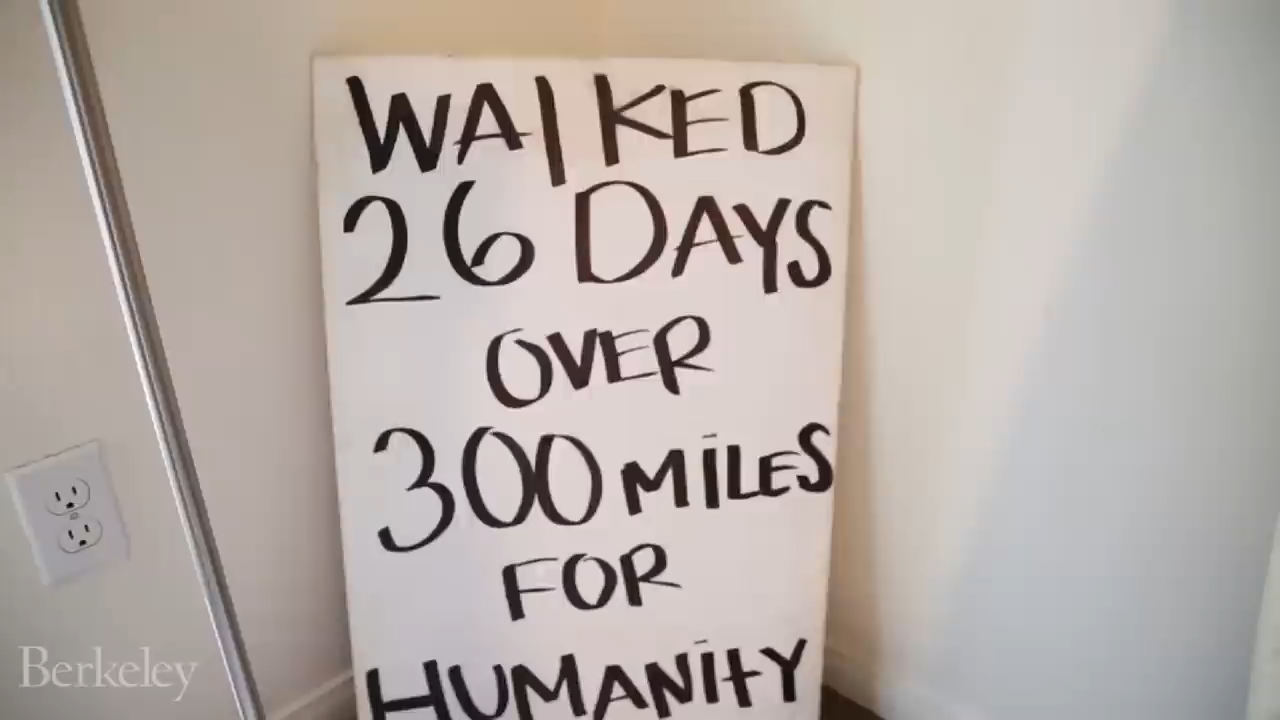 WALKED
26 DAYS
OVER
300 MILES
FOR
HUMANITY
Berkeley